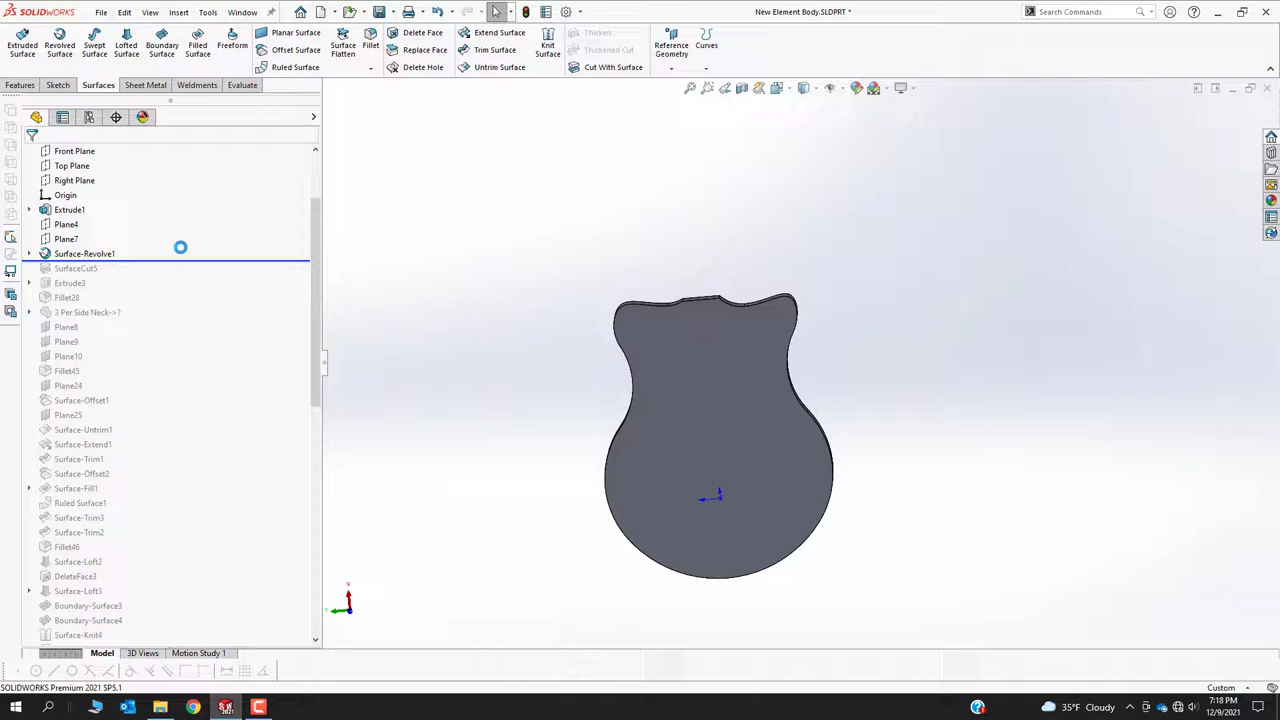 SOLIDWORKS
File Edit View Insert Tools Window
New Element Body.SLDPRT *
Search Commands
Extruded Surface
Revolved Surface
Swept Surface
Lofted Surface
Boundary Surface
Filled Surface
Freeform
Planar Surface
Offset Surface
Ruled Surface
Surface Flatten
Fillet
Delete Face
Replace Face
Delete Hole
Extend Surface
Trim Surface
Untrim Surface
Knit Surface
Thicken
Thickened Cut
Cut With Surface
Reference Geometry
Curves
Features Sketch Surfaces Sheet Metal Weldments Evaluate
Front Plane
Top Plane
Right Plane
Origin
Extrude1
Plane4
Plane7
Surface-Revolve1
SurfaceCut5
Extrude3
Fillet28
3 Per Side Neck->?
Plane8
Plane9
Plane10
Fillet45
Plane24
Surface-Offset1
Plane25
Surface-Untrim1
Surface-Extend1
Surface-Trim1
Surface-Offset2
Surface-Fill1
Ruled Surface1
Surface-Trim3
Surface-Trim2
Fillet46
Surface-Loft2
DeleteFace3
Surface-Loft3
Boundary-Surface3
Boundary-Surface4
Surface-Knit4
X
Y
Model 3D Views Motion Study 1
SOLIDWORKS Premium 2021 SP5.1
Custom
35°F Cloudy
7:18 PM
12/9/2021